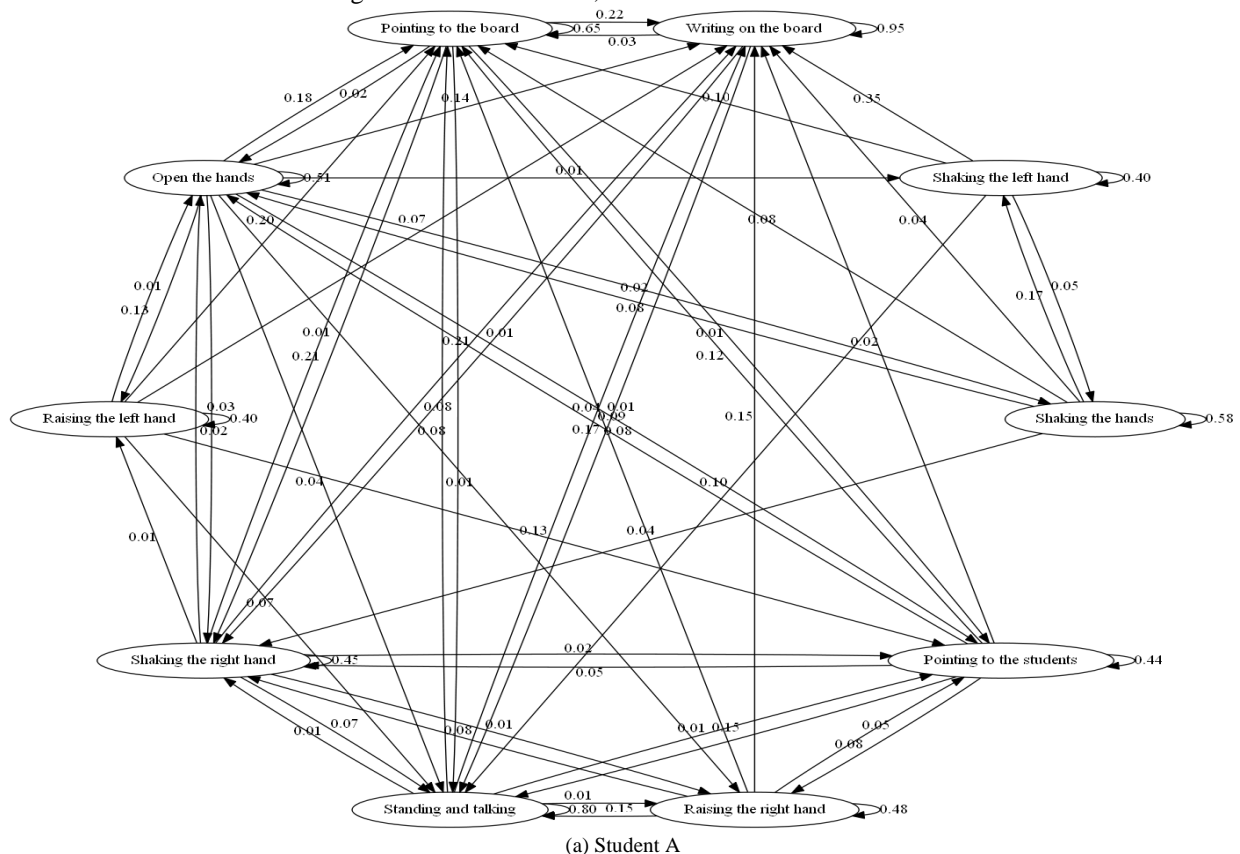 0.22
Pointing to the board 0.65 Writing on the board 0.95
0.03
0.18 0.02 0.14 0.10 0.35
Open the hands 0.51 0.01 Shaking the left hand 0.40
0.20 0.07 0.08 0.04
0.01 0.02 0.17 0.05
0.13 0.08
0.01 0.21 0.21 0.01 0.01 0.12 0.02
0.03 0.08 0.04 0.01 0.09 0.15
Raising the left hand 0.40 Shaking the hands 0.58
0.02 0.08 0.17 0.08
0.04 0.01 0.10
0.01 0.13 0.04
0.07
0.02
Shaking the right hand 0.45 Pointing to the students 0.44
0.05
0.01 0.07 0.08 0.01 0.01 0.15 0.05 0.08
0.01
Standing and talking 0.80 0.15 Raising the right hand 0.48
(a) Student A